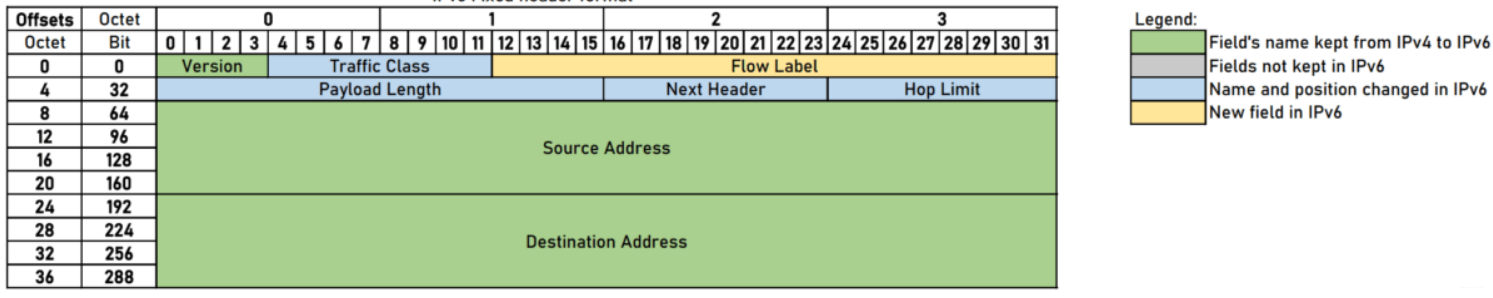 IPv6 Fixed header format
Offsets Octet 0 1 2 3
Octet Bit 0 1 2 3 4 5 6 7 8 9 10 11 12 13 14 15 16 17 18 19 20 21 22 23 24 25 26 27 28 29 30 31
0 0 Version Traffic Class Flow Label
4 32 Payload Length Next Header Hop Limit
8 64
12 96
Source Address
16 128
20 160
24 192
28 224
Destination Address
32 256
36 288
Legend:
Field's name kept from IPv4 to IPv6
Fields not kept in IPv6
Name and position changed in IPv6
New field in IPv6